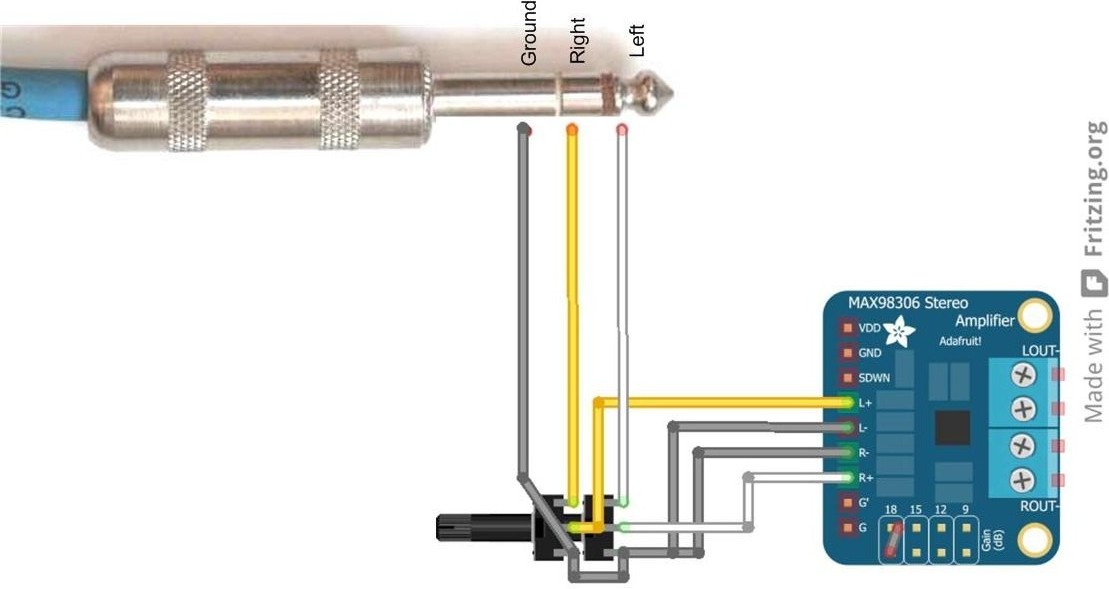 Ground
Right
Left
MAX98306 Stereo
Amplifier
Adafruit!
VDD
GND
SDWN
L+
L-
R-
R+
G'
G
LOUT-
ROUT-
18 15 12 9
Gain
(dB)
Made with Fritzing.org